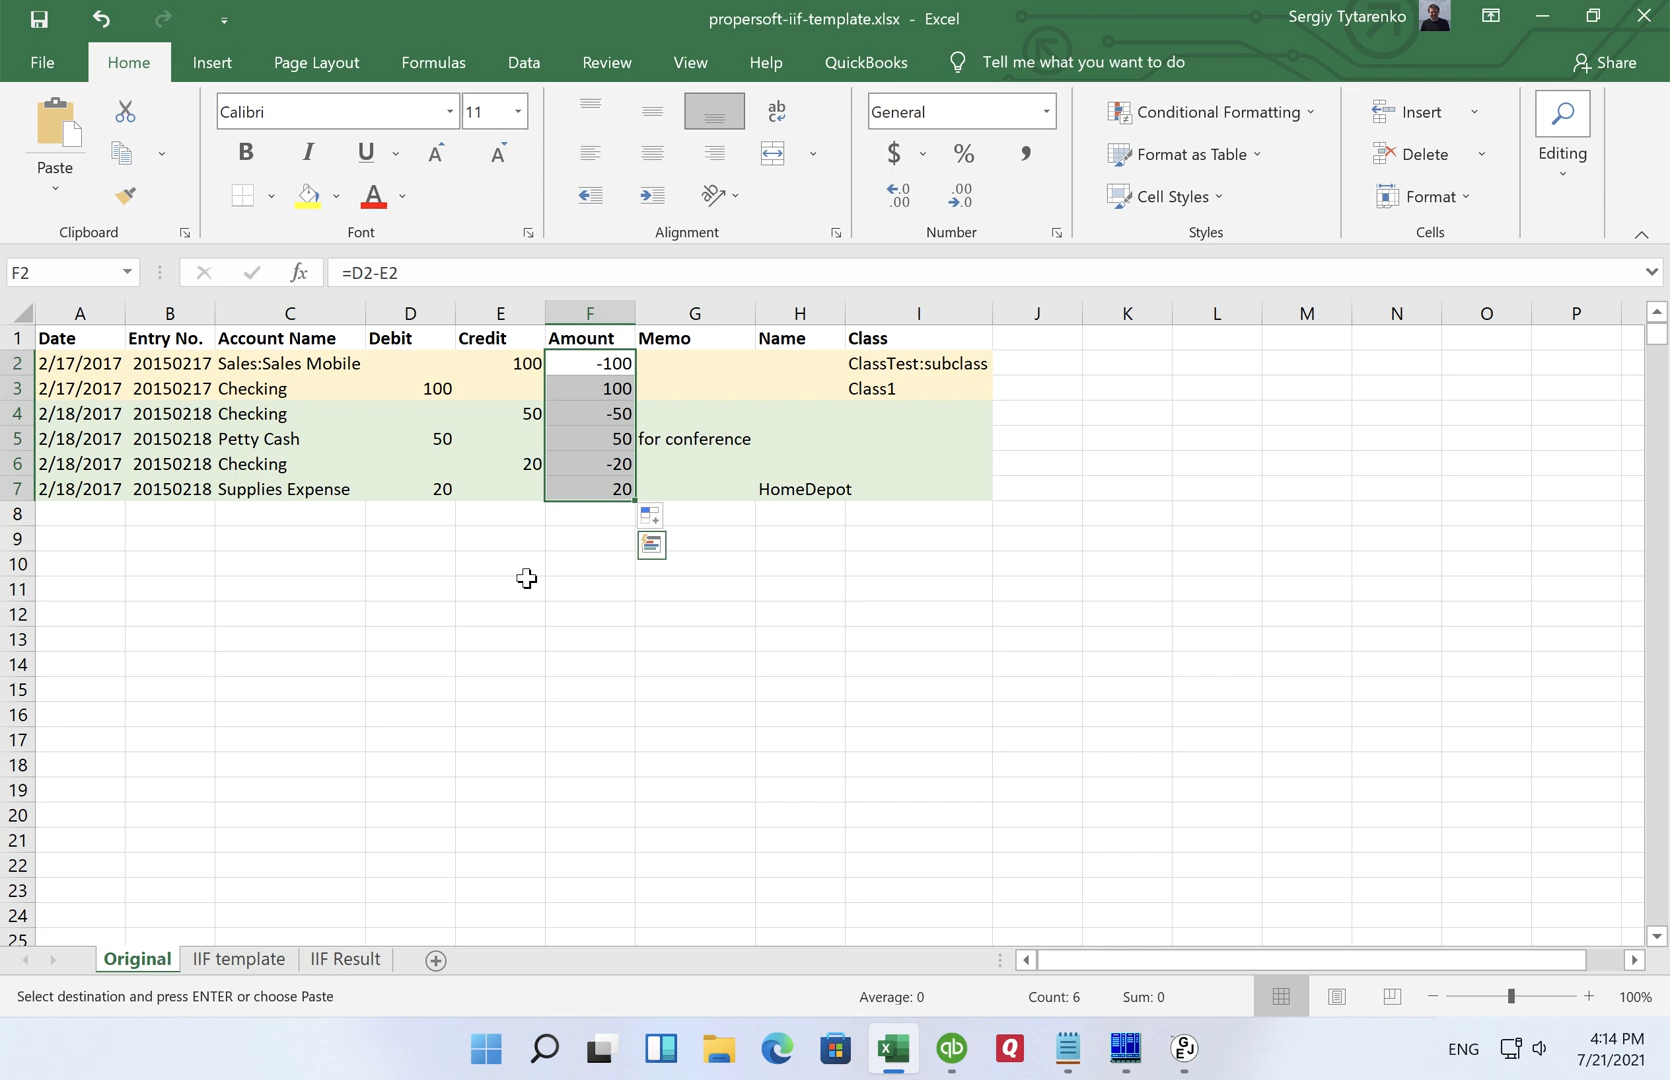 propersoft-iif-template.xlsx - Excel
Sergiy Tytarenko
File Home Insert Page Layout Formulas Data Review View Help QuickBooks Tell me what you want to do Share
Paste
Clipboard
Calibri 11
B I U A A
A
Font
ab
c
Alignment
General
$ % ,
.0 .00
.00 .0
Number
Conditional Formatting
Format as Table
Cell Styles
Styles
Insert
Delete
Format
Cells
Editing
F2 fx =D2-E2
A B C D E F G H I J K L M N O P
1 Date Entry No. Account Name Debit Credit Amount Memo Name Class
2 2/17/2017 20150217 Sales:Sales Mobile 100 -100 ClassTest:subclass
3 2/17/2017 20150217 Checking 100 100 Class1
4 2/18/2017 20150218 Checking 50 -50
5 2/18/2017 20150218 Petty Cash 50 50 for conference
6 2/18/2017 20150218 Checking 20 -20
7 2/18/2017 20150218 Supplies Expense 20 20 HomeDepot
8
9
10
11
12
13
14
15
16
17
18
19
20
21
22
23
24
25
Original IIF template IIF Result
Select destination and press ENTER or choose Paste Average: 0 Count: 6 Sum: 0 100%
X qb Q G E J ENG 4:14 PM
7/21/2021